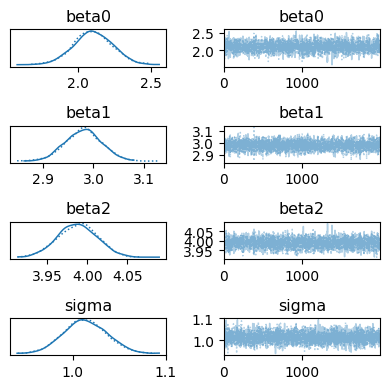 beta0 beta0
2.5
2.0
2.0 2.5 0 1000
beta1 beta1
3.1
3.0
2.9
2.9 3.0 3.1 0 1000
beta2 beta2
4.05
4.00
3.95
3.95 4.00 4.05 0 1000
sigma sigma
1.1
1.0
1.0 1.1 0 1000